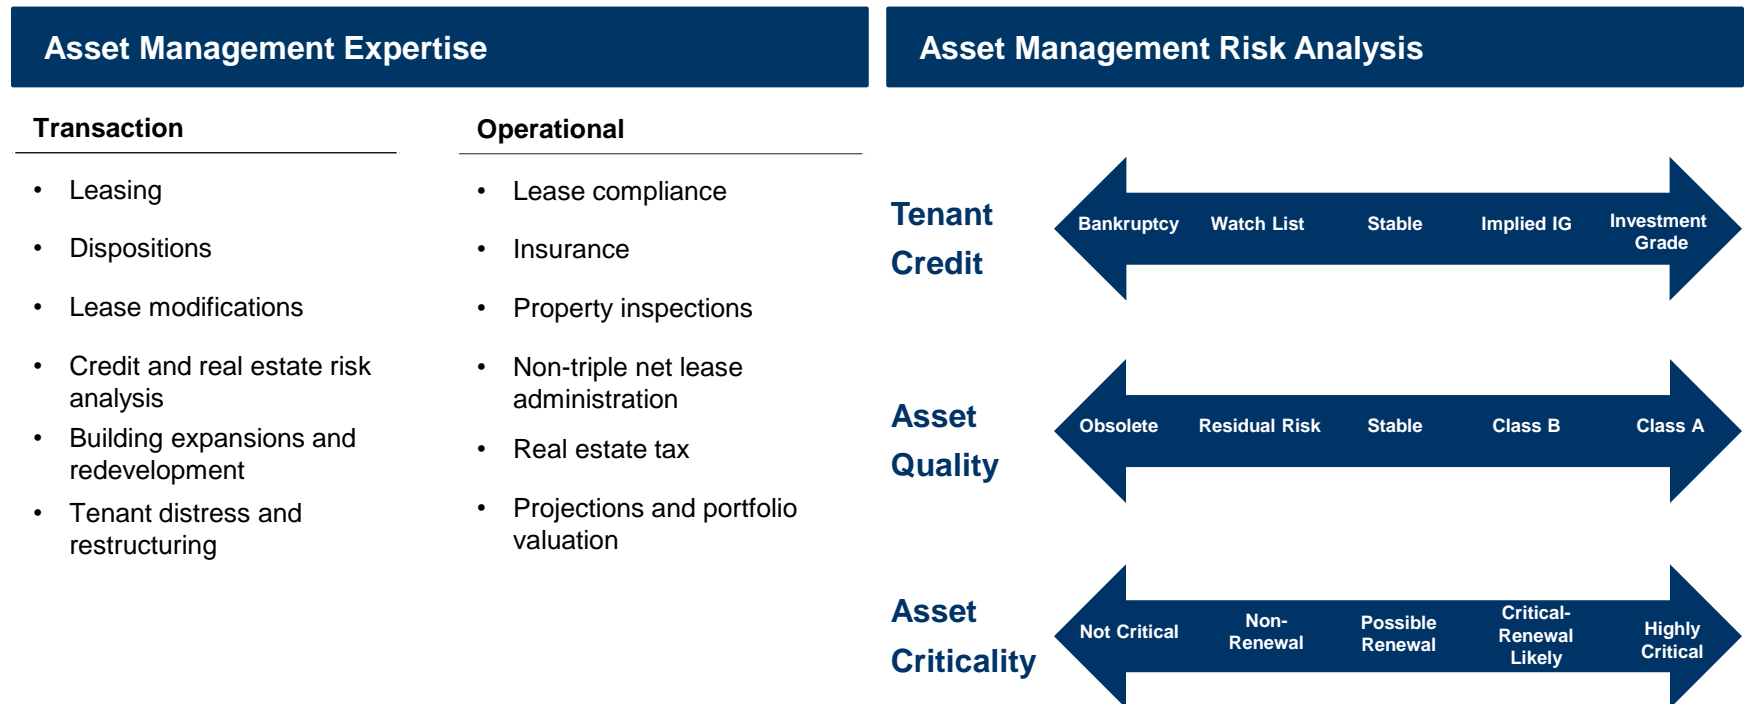 Asset Management Expertise
Transaction
• Leasing
• Dispositions
• Lease modifications
• Credit and real estate risk
analysis
• Building expansions and
redevelopment
• Tenant distress and
restructuring
Operational
• Lease compliance
• Insurance
• Property inspections
• Non-triple net lease
administration
• Real estate tax
• Projections and portfolio
valuation
Asset Management Risk Analysis
Tenant
Credit
Bankruptcy
Watch List
Stable
Implied IG
Investment
Grade
Asset
Quality
Obsolete
Residual Risk
Stable
Class B
Class A
Asset
Criticality
Not Critical
Non-
Renewal
Possible
Renewal
Critical-
Renewal
Likely
Highly
Critical